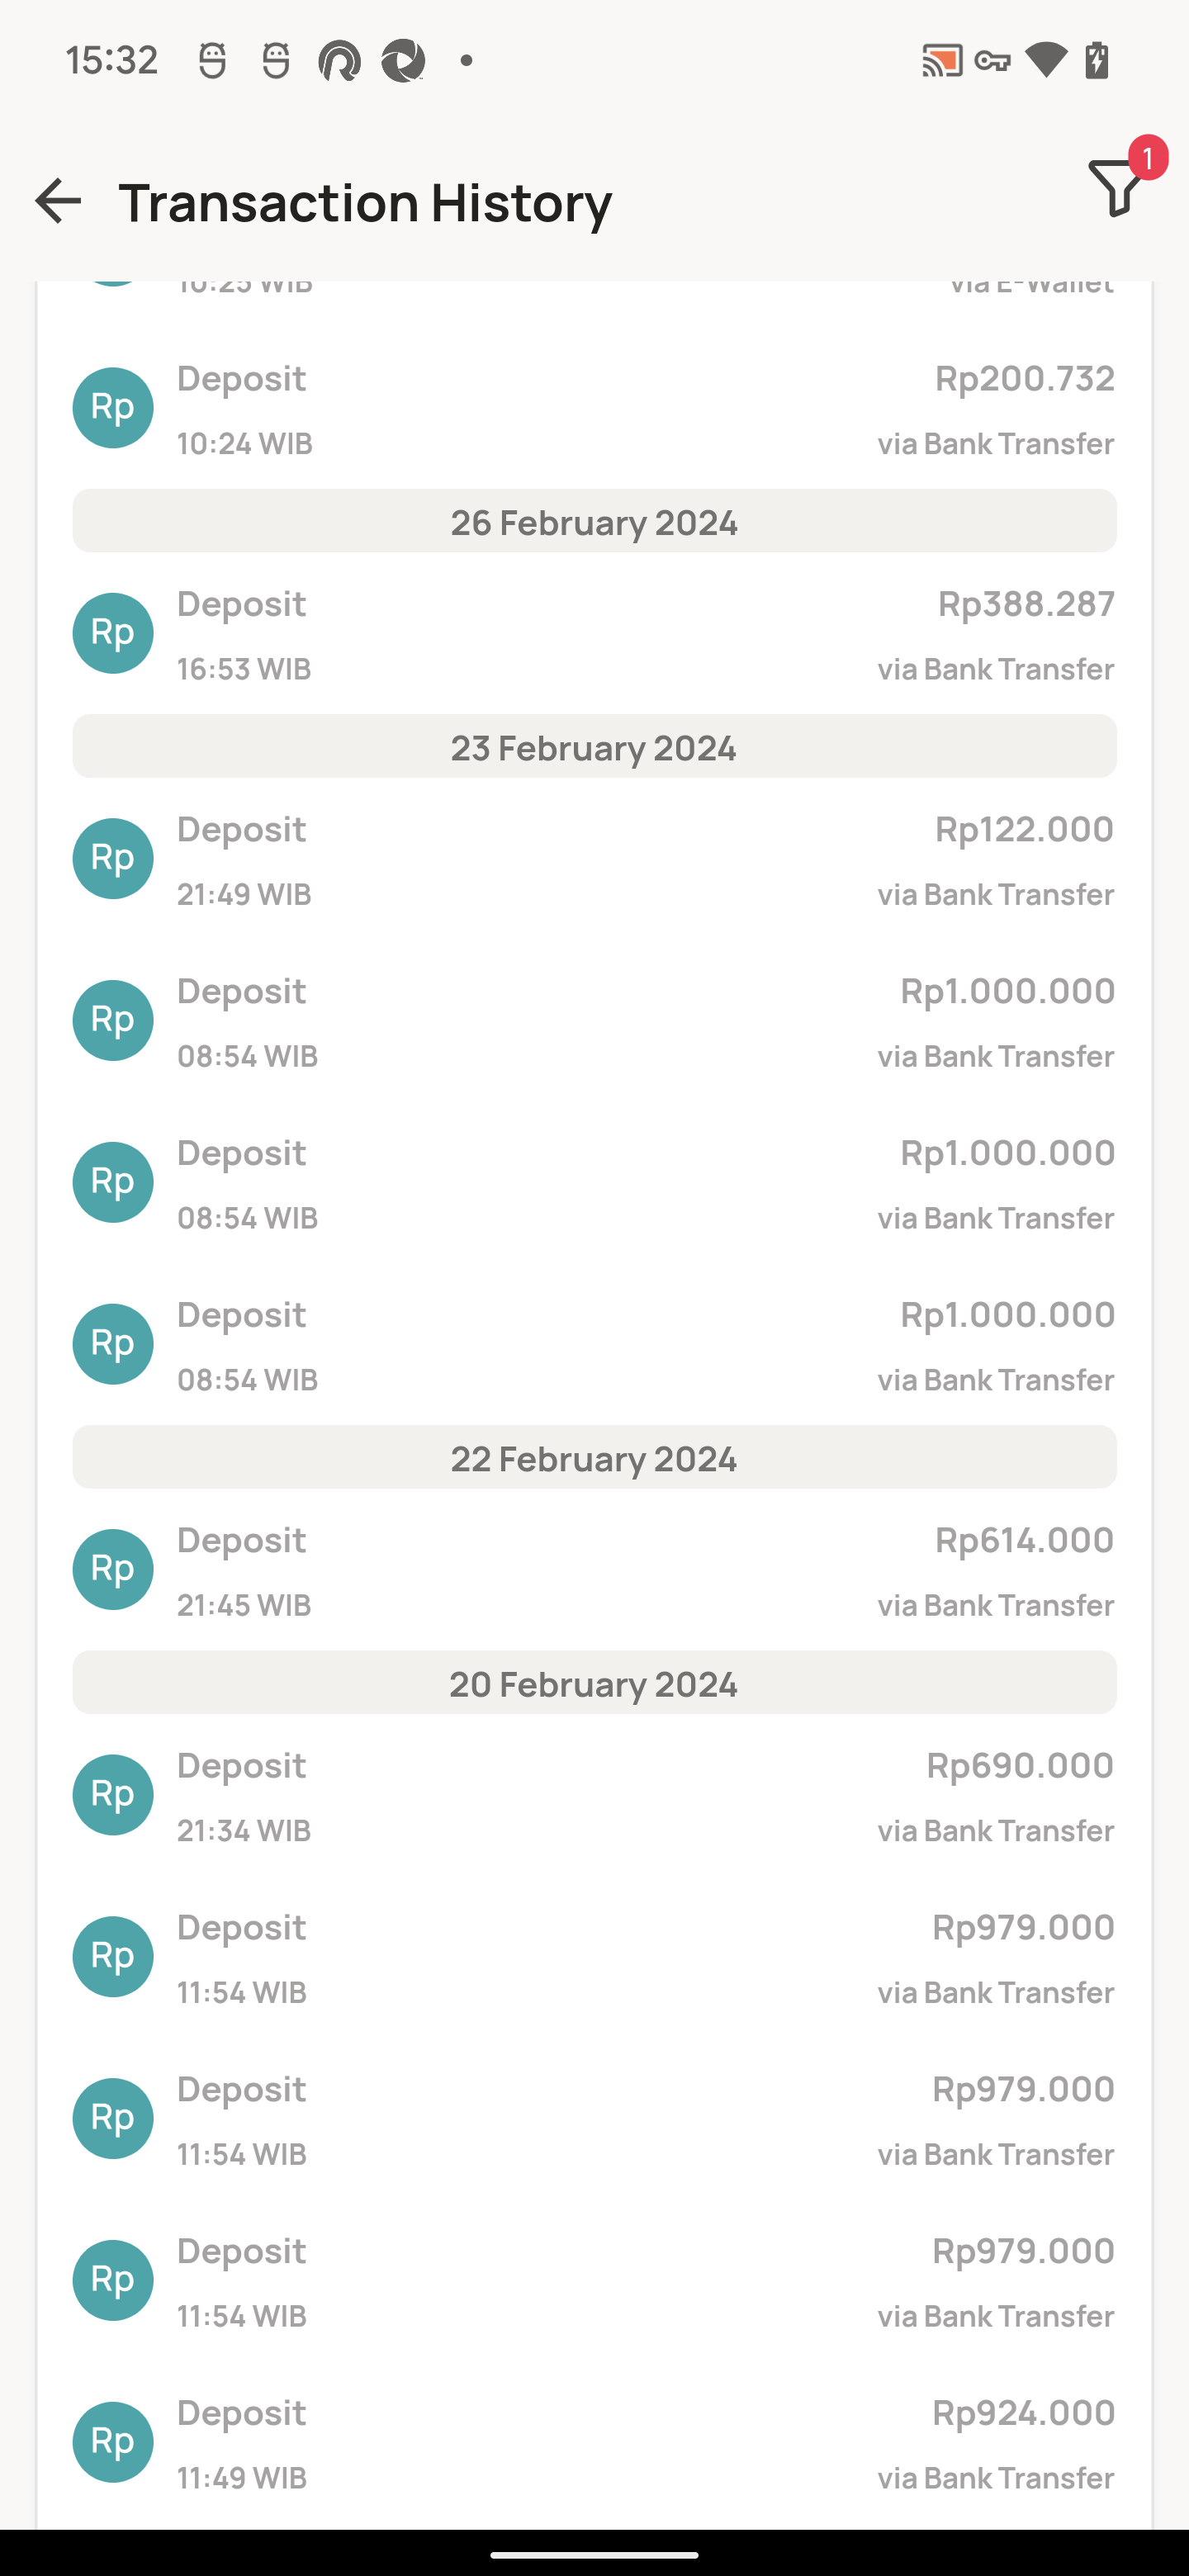 15:32
1
Transaction History
10:25 WIB via E-Wallet
Deposit Rp200.732
Rp
10:24 WIB via Bank Transfer
26 February 2024
Deposit Rp388.287
Rp
16:53 WIB via Bank Transfer
23 February 2024
Deposit Rp122.000
Rp
21:49 WIB via Bank Transfer
Deposit Rp1.000.000
Rp
08:54 WIB via Bank Transfer
Deposit Rp1.000.000
Rp
08:54 WIB via Bank Transfer
Deposit Rp1.000.000
Rp
08:54 WIB via Bank Transfer
22 February 2024
Deposit Rp614.000
Rp
21:45 WIB via Bank Transfer
20 February 2024
Deposit Rp690.000
Rp
21:34 WIB via Bank Transfer
Deposit Rp979.000
Rp
11:54 WIB via Bank Transfer
Deposit Rp979.000
Rp
11:54 WIB via Bank Transfer
Deposit Rp979.000
Rp
11:54 WIB via Bank Transfer
Deposit Rp924.000
Rp
11:49 WIB via Bank Transfer